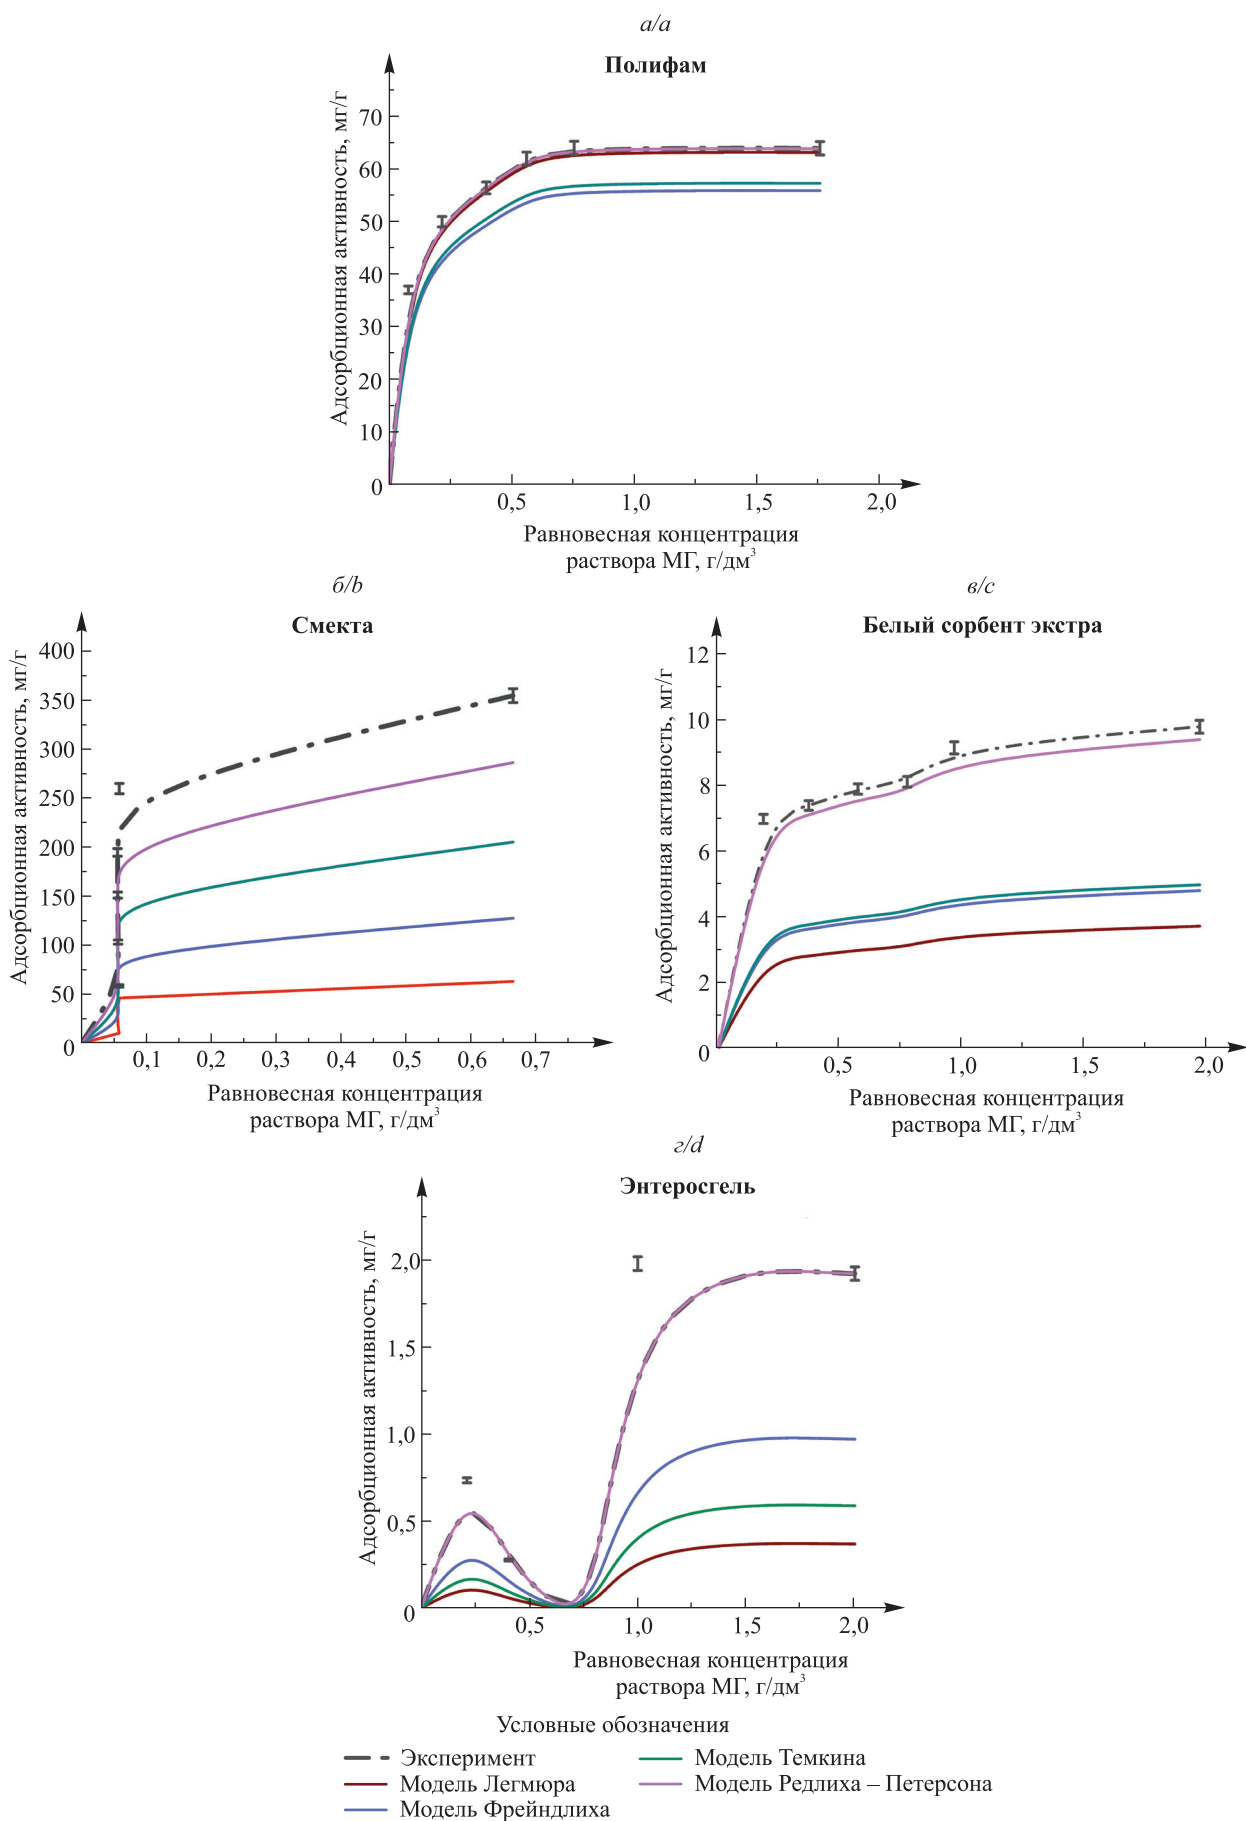 а/a
Полифам
Адсорбционная активность, мг/г
70
60
50
40
30
20
10
0
0,5 1,0 1,5 2,0
Равновесная концентрация
раствора МГ, г/дм³
б/b
Смекта
Адсорбционная активность, мг/г
400
350
300
250
200
150
100
50
0
0,1 0,2 0,3 0,4 0,5 0,6 0,7
Равновесная концентрация
раствора МГ, г/дм³
в/c
Белый сорбент экстра
Адсорбционная активность, мг/г
12
10
8
6
4
2
0
0,5 1,0 1,5 2,0
Равновесная концентрация
раствора МГ, г/дм³
г/d
Энтеросгель
Адсорбционная активность, мг/г
2,0
1,5
1,0
0,5
0
0,5 1,0 1,5 2,0
Равновесная концентрация
раствора МГ, г/дм³
Условные обозначения
Эксперимент
Модель Легмюра
Модель Фрейндлиха
Модель Темкина
Модель Редлиха – Петерсона